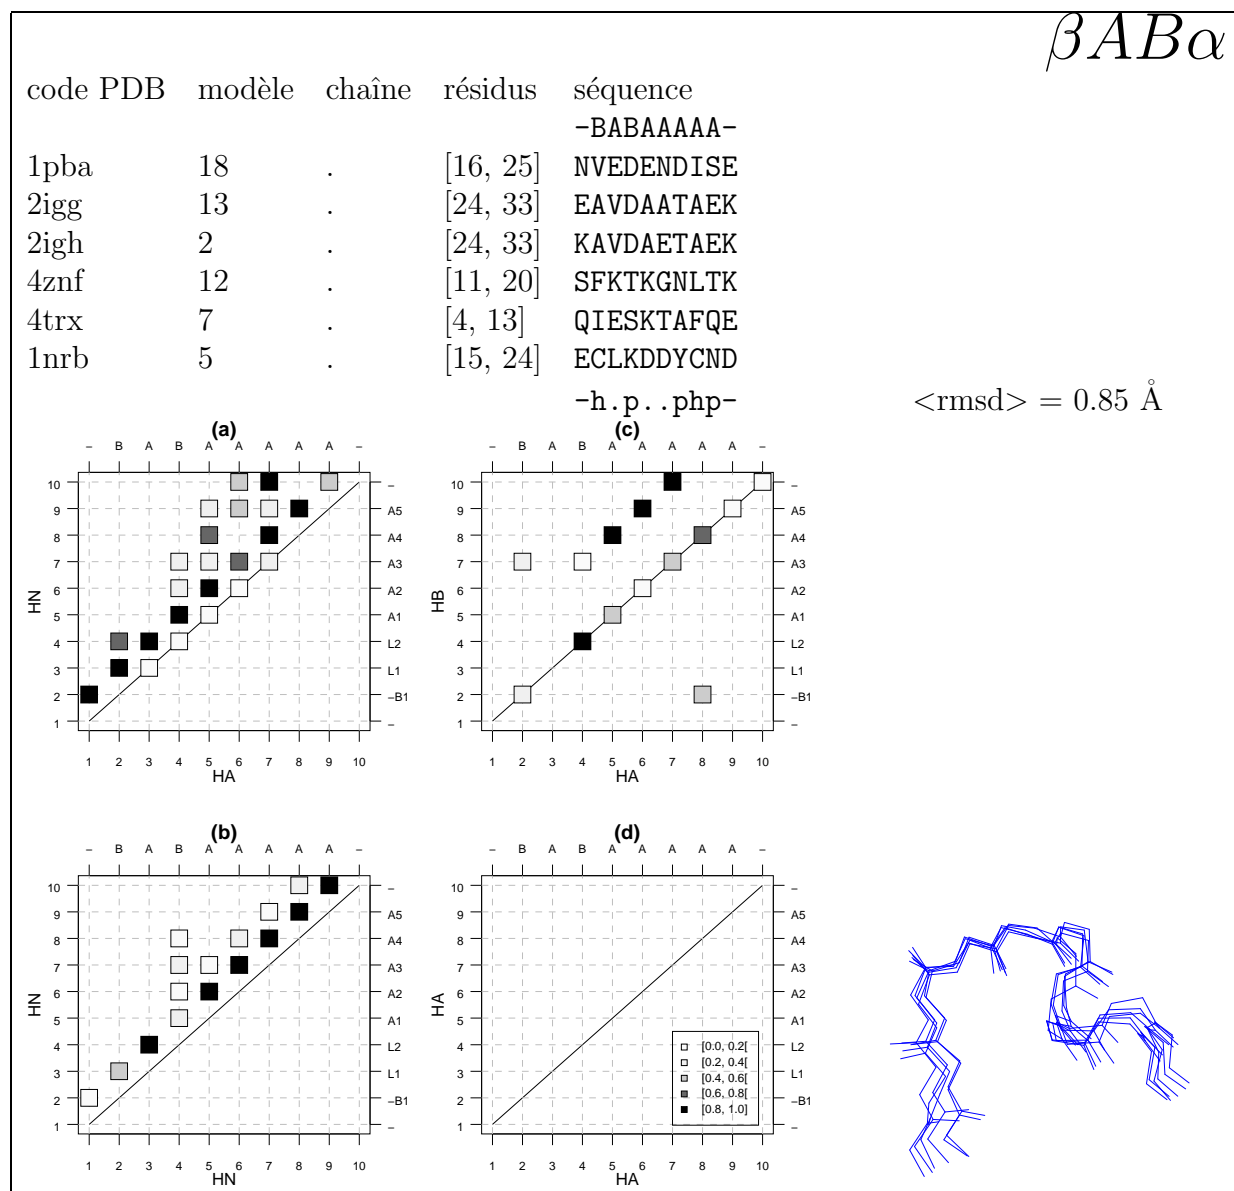 βABα
code PDB modèle chaîne résidus séquence
-BABAAAAA-
1pba 18 . [16, 25] NVEDENDISE
2igg 13 . [24, 33] EAVDAATAEK
2igh 2 . [24, 33] KAVDAETAEK
4znf 12 . [11, 20] SFKTKGNLTK
4trx 7 . [4, 13] QIESKTAFQE
1nrb 5 . [15, 24] ECLKDDYCND
-h.p..php-
<rmsd> = 0.85 Å
(a)
– B A B A A A A A –
10 –
9 A5
8 A4
7 A3
6 A2
5 A1
4 L2
3 L1
2 –B1
1 –
HN
1 2 3 4 5 6 7 8 9 10
HA
(c)
– B A B A A A A A –
10 –
9 A5
8 A4
7 A3
6 A2
5 A1
4 L2
3 L1
2 –B1
1 –
HB
1 2 3 4 5 6 7 8 9 10
HA
(b)
– B A B A A A A A –
10 –
9 A5
8 A4
7 A3
6 A2
5 A1
4 L2
3 L1
2 –B1
1 –
HN
1 2 3 4 5 6 7 8 9 10
HN
(d)
– B A B A A A A A –
10 –
9 A5
8 A4
7 A3
6 A2
5 A1
4 L2
3 L1
2 –B1
1 –
HA
[0.0, 0.2[
[0.2, 0.4[
[0.4, 0.6[
[0.6, 0.8[
[0.8, 1.0]
1 2 3 4 5 6 7 8 9 10
HA